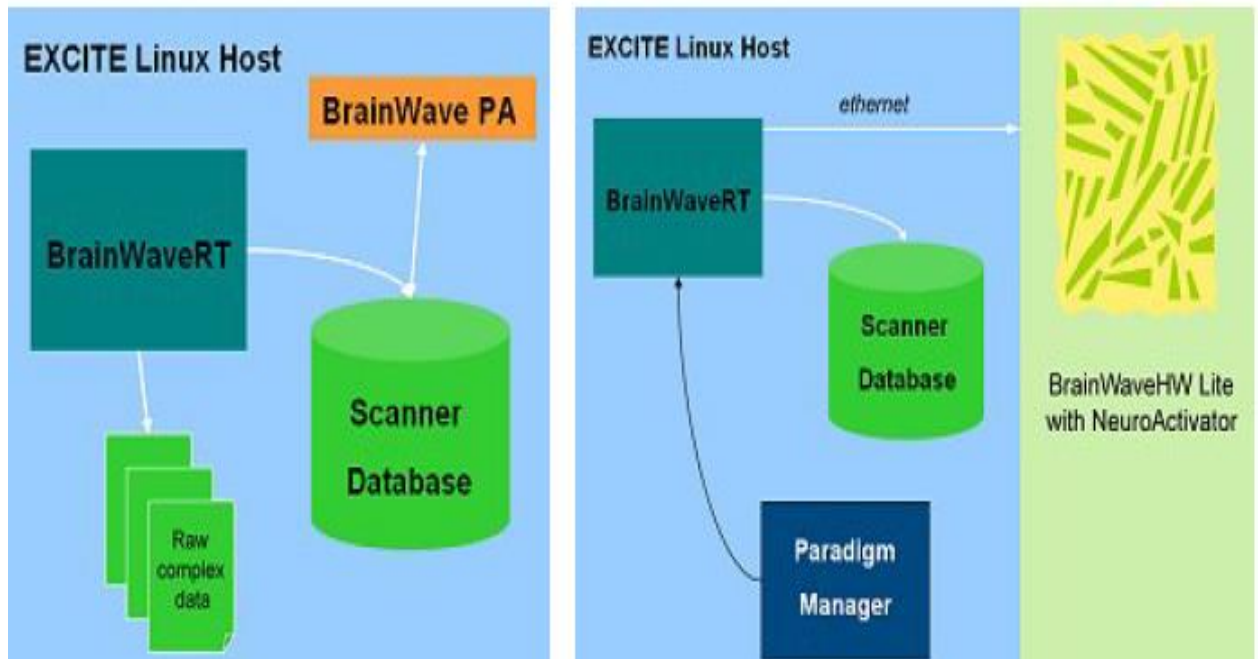 EXCITE Linux Host
BrainWave PA
BrainWaveRT
Scanner
Database
Raw
complex
data
EXCITE Linux Host
ethernet
BrainWaveRT
Scanner
Database
Paradigm
Manager
BrainWaveHW Lite
with NeuroActivator